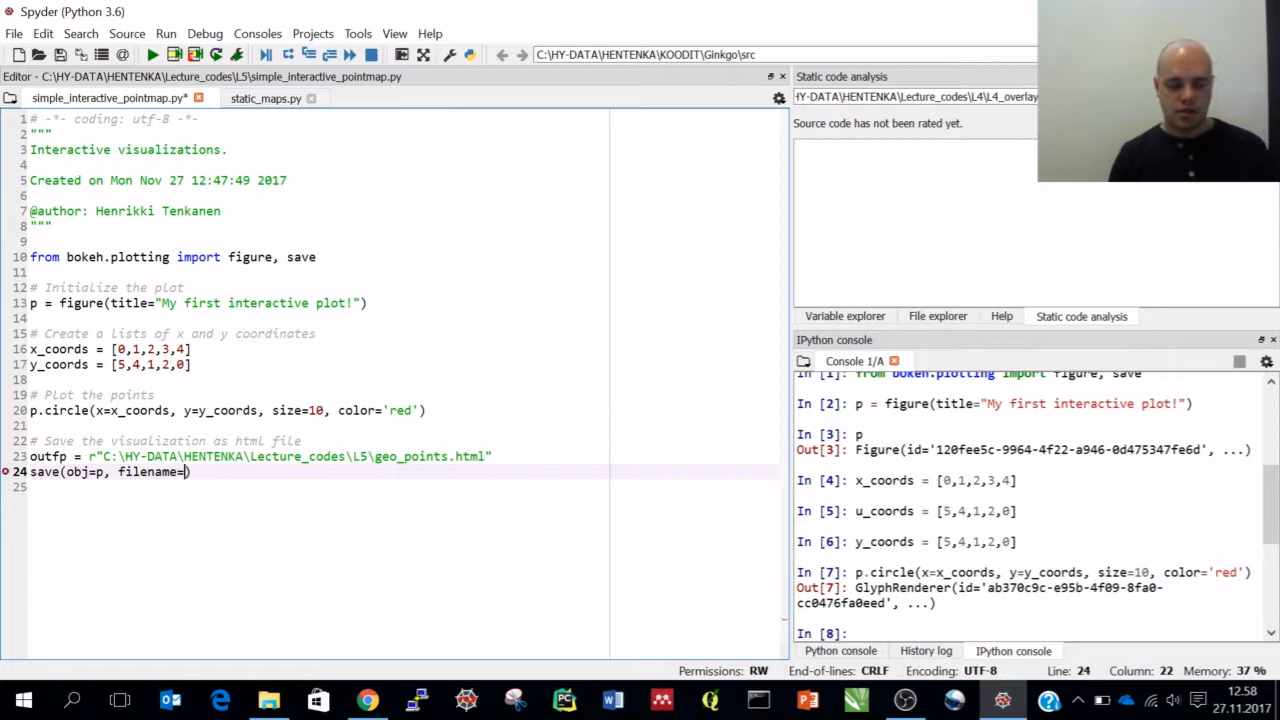 Spyder (Python 3.6)
File Edit Search Source Run Debug Consoles Projects Tools View Help
C:\HY-DATA\HENTENKA\KOODIT\Ginkgo\src
Editor - C:\HY-DATA\HENTENKA\Lecture_codes\L5\simple_interactive_pointmap.py
simple_interactive_pointmap.py* static_maps.py
1 # -*- coding: utf-8 -*-
2 """
3 Interactive visualizations.
4
5 Created on Mon Nov 27 12:47:49 2017
6
7 @author: Henrikki Tenkanen
8 """
9
10 from bokeh.plotting import figure, save
11
12 # Initialize the plot
13 p = figure(title="My first interactive plot!")
14
15 # Create a lists of x and y coordinates
16 x_coords = [0,1,2,3,4]
17 y_coords = [5,4,1,2,0]
18
19 # Plot the points
20 p.circle(x=x_coords, y=y_coords, size=10, color='red')
21
22 # Save the visualization as html file
23 outfp = r"C:\HY-DATA\HENTENKA\Lecture_codes\L5\geo_points.html"
24 save(obj=p, filename=)
25
Static code analysis
HY-DATA\HENTENKA\Lecture_codes\L4\L4_overlay
Source code has not been rated yet.
Variable explorer File explorer Help Static code analysis
IPython console
Console 1/A
In [1]: from bokeh.plotting import figure, save
In [2]: p = figure(title="My first interactive plot!")
In [3]: p
Out[3]: Figure(id='120fee5c-9964-4f22-a946-0d475347fe6d', ...)
In [4]: x_coords = [0,1,2,3,4]
In [5]: u_coords = [5,4,1,2,0]
In [6]: y_coords = [5,4,1,2,0]
In [7]: p.circle(x=x_coords, y=y_coords, size=10, color='red')
Out[7]: GlyphRenderer(id='ab370c9c-e95b-4f09-8fa0-
cc0476fa0eed', ...)
In [8]:
Python console History log IPython console
Permissions: RW End-of-lines: CRLF Encoding: UTF-8 Line: 24 Column: 22 Memory: 37 %
12.58
27.11.2017